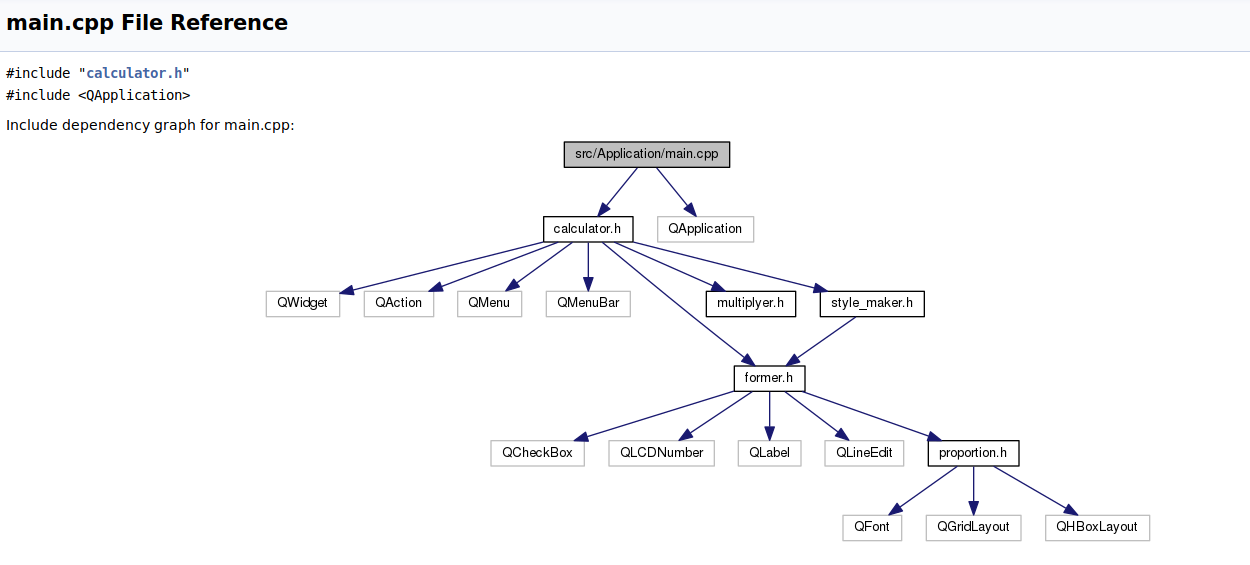 main.cpp File Reference
#include "calculator.h"
#include <QApplication>
Include dependency graph for main.cpp:
src/Application/main.cpp
calculator.h
QApplication
QWidget
QAction
QMenu
QMenuBar
multiplyer.h
style_maker.h
former.h
QCheckBox
QLCDNumber
QLabel
QLineEdit
proportion.h
QFont
QGridLayout
QHBoxLayout